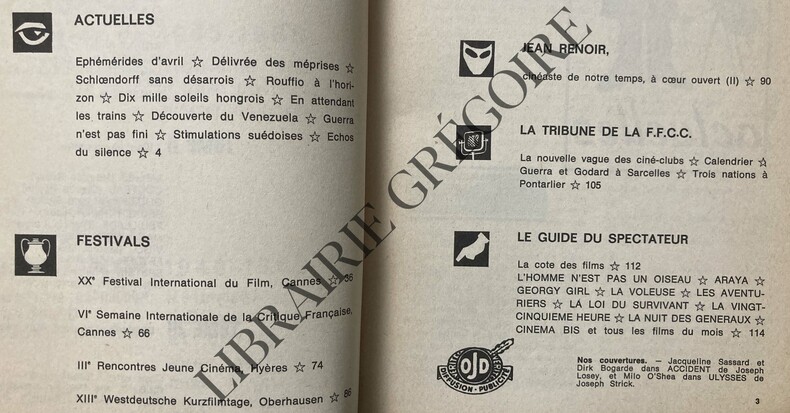 ACTUELLES
Ephémérides d'avril ☆ Délivrée des méprises ☆
Schlœndorff sans désarrois ☆ Rouffio à l'hori-
zon ☆ Dix mille soleils hongrois ☆ En attendant
les trains ☆ Découverte du Venezuela ☆ Guerra
n'est pas fini ☆ Stimulations suédoises ☆ Echos
du silence ☆ 4
FESTIVALS
XXe Festival International du Film, Cannes ☆ 56
VIe Semaine Internationale de la Critique Française,
Cannes ☆ 66
IIIe Rencontres Jeune Cinéma, Hyères ☆ 74
XIIIe Westdeutsche Kurzfilmtage, Oberhausen ☆ 86
JEAN RENOIR,
cinéaste de notre temps, à cœur ouvert (II) ☆ 90
LA TRIBUNE DE LA F.F.C.C.
La nouvelle vague des ciné-clubs ☆ Calendrier ☆
Guerra et Godard à Sarcelles ☆ Trois nations à
Pontarlier ☆ 105
LE GUIDE DU SPECTATEUR
La cote des films ☆ 112
L'HOMME N'EST PAS UN OISEAU ☆ ARAYA ☆
GEORGY GIRL ☆ LA VOLEUSE ☆ LES AVENTU-
RIERS ☆ LA LOI DU SURVIVANT ☆ LA VINGT-
CINQUIEME HEURE ☆ LA NUIT DES GENERAUX ☆
CINEMA BIS et tous les films du mois ☆ 114
OJD
DIFFUSION - PUBLICITÉ
Nos couvertures. — Jacqueline Sassard et
Dirk Bogarde dans ACCIDENT de Joseph
Losey, et Milo O'Shea dans ULYSSES de
Joseph Strick.
3
LIBRAIRIE GRÉGOIRE